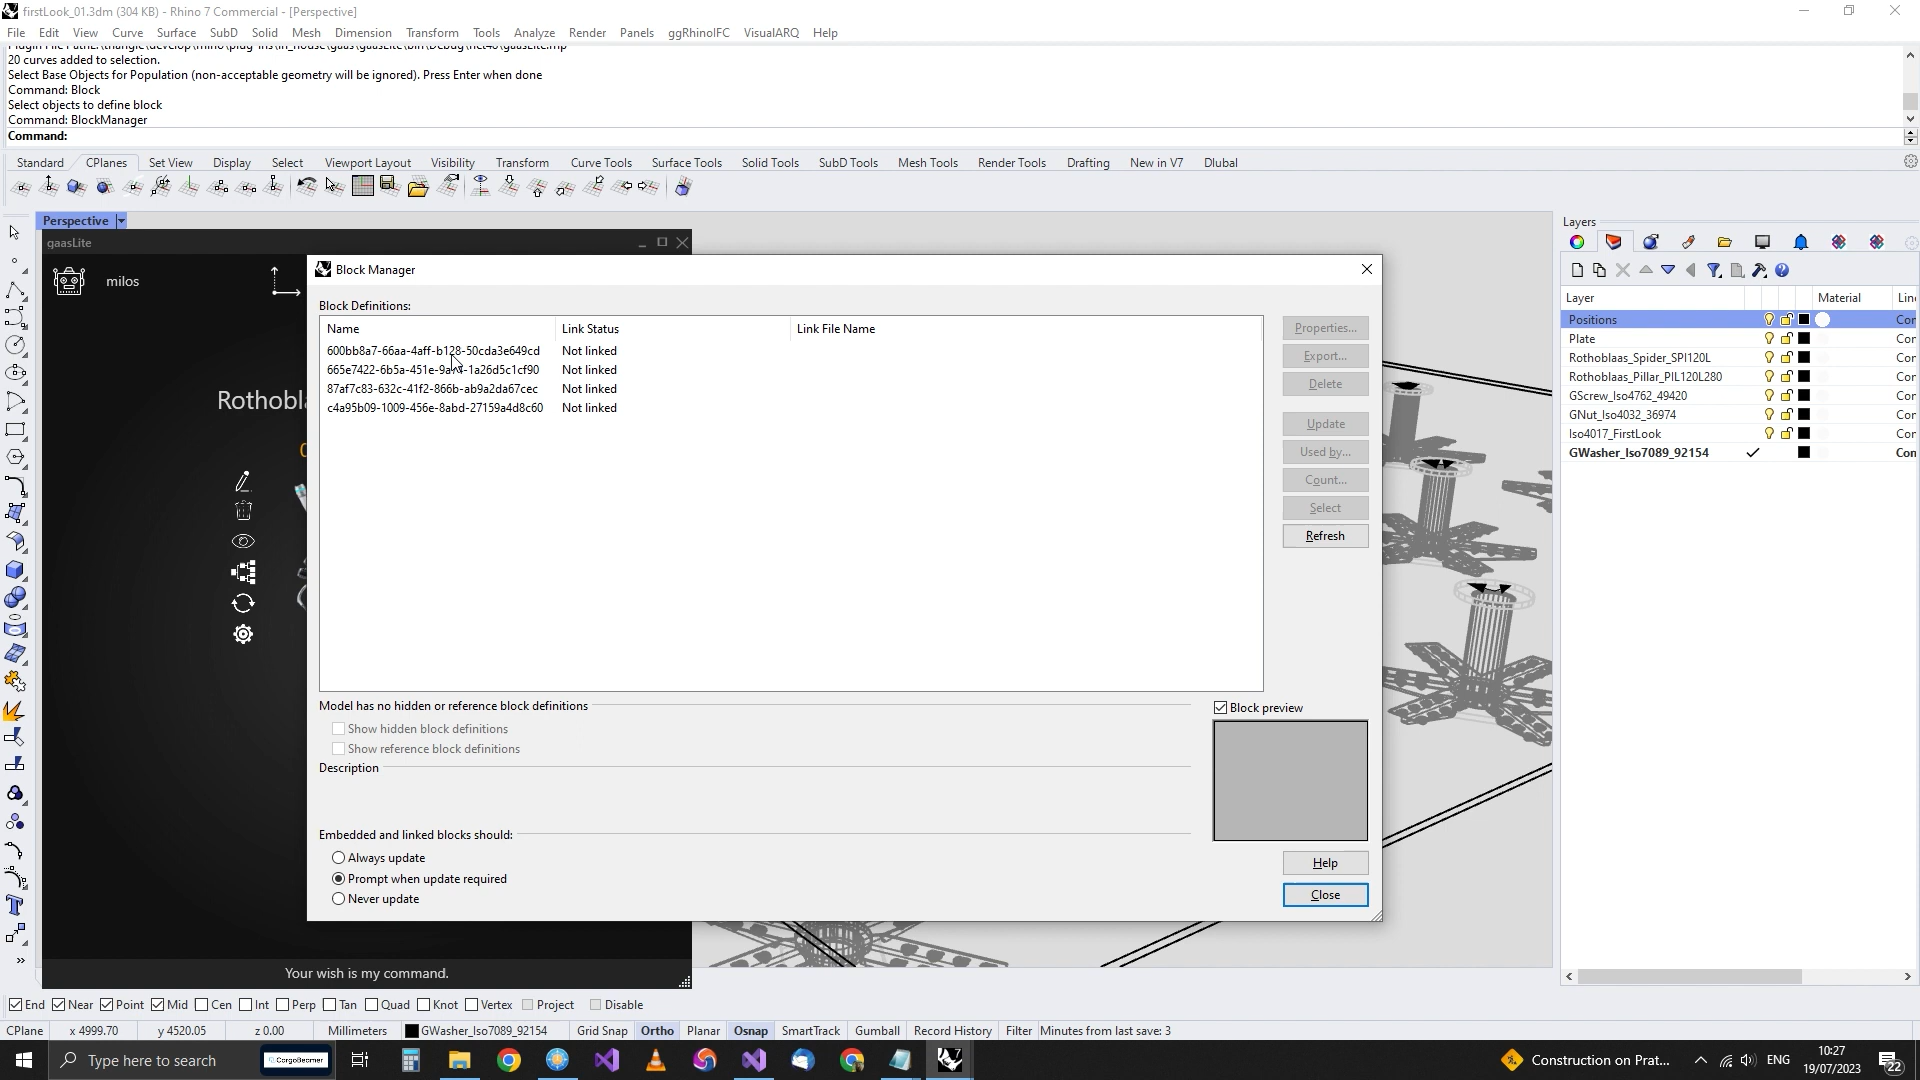 firstLook_01.3dm (304 KB) - Rhino 7 Commercial - [Perspective]
File Edit View Curve Surface SubD Solid Mesh Dimension Transform Tools Analyze Render Panels ggRhinoIFC VisualARQ Help
20 curves added to selection.
Select Base Objects for Population (non-acceptable geometry will be ignored). Press Enter when done
Command: Block
Select objects to define block
Command: BlockManager
Command:
Standard CPlanes Set View Display Select Viewport Layout Visibility Transform Curve Tools Surface Tools Solid Tools SubD Tools Mesh Tools Render Tools Drafting New in V7 Dlubal
Perspective
Layers
gaasLite
milos
Block Manager
Block Definitions:
Name Link Status Link File Name
600bb8a7-66aa-4aff-b128-50cda3e649cd Not linked
Not linked
87af7c83-632c-41f2-866b-ab9a2da67cec Not linked
c4a95b09-1009-456e-8abd-27159a4d8c60 Not linked
Properties...
Export...
Delete
Update
Used by...
Count...
Select
Refresh
Layer Material
Positions
Plate
Rothoblaas_Spider_SPI120L
Rothoblaas_Pillar_PIL120L280
GScrew_Iso4762_49420
GNut_Iso4032_36974
Iso4017_FirstLook
GWasher_Iso7089_92154
Model has no hidden or reference block definitions
Show hidden block definitions
Show reference block definitions
Description
Block preview
Embedded and linked blocks should:
Always update
Prompt when update required
Never update
Help
Close
Your wish is my command.
End Near Point Mid Cen Int Perp Tan Quad Knot Vertex Project Disable
CPlane x 4999.70 y 4520.05 z 0.00 Millimeters GWasher_Iso7089_92154 Grid Snap Ortho Planar Osnap SmartTrack Gumball Record History Filter Minutes from last save: 3
Type here to search
CargoBeamer
Construction on Prat...
ENG
10:27
19/07/2023
22